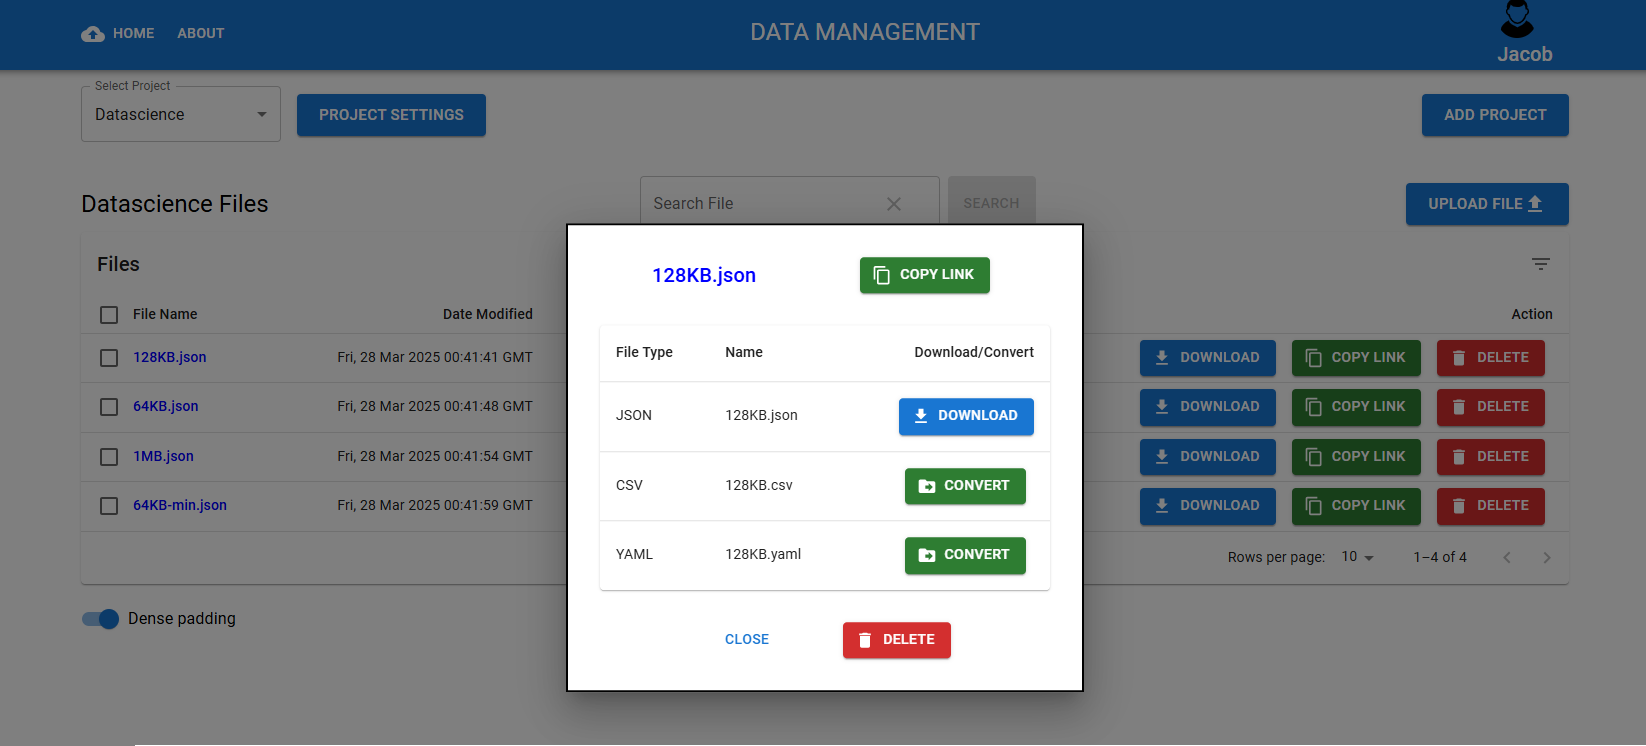 HOME ABOUT DATA MANAGEMENT
Jacob
Select Project
Datascience PROJECT SETTINGS ADD PROJECT
Datascience Files Search File SEARCH UPLOAD FILE
Files
File Name Date Modified Action
128KB.json Fri, 28 Mar 2025 00:41:41 GMT DOWNLOAD COPY LINK DELETE
64KB.json Fri, 28 Mar 2025 00:41:48 GMT DOWNLOAD COPY LINK DELETE
1MB.json Fri, 28 Mar 2025 00:41:54 GMT DOWNLOAD COPY LINK DELETE
64KB-min.json Fri, 28 Mar 2025 00:41:59 GMT DOWNLOAD COPY LINK DELETE
Rows per page: 10 1–4 of 4
Dense padding
128KB.json COPY LINK
File Type Name Download/Convert
JSON 128KB.json DOWNLOAD
CSV 128KB.csv CONVERT
YAML 128KB.yaml CONVERT
CLOSE DELETE